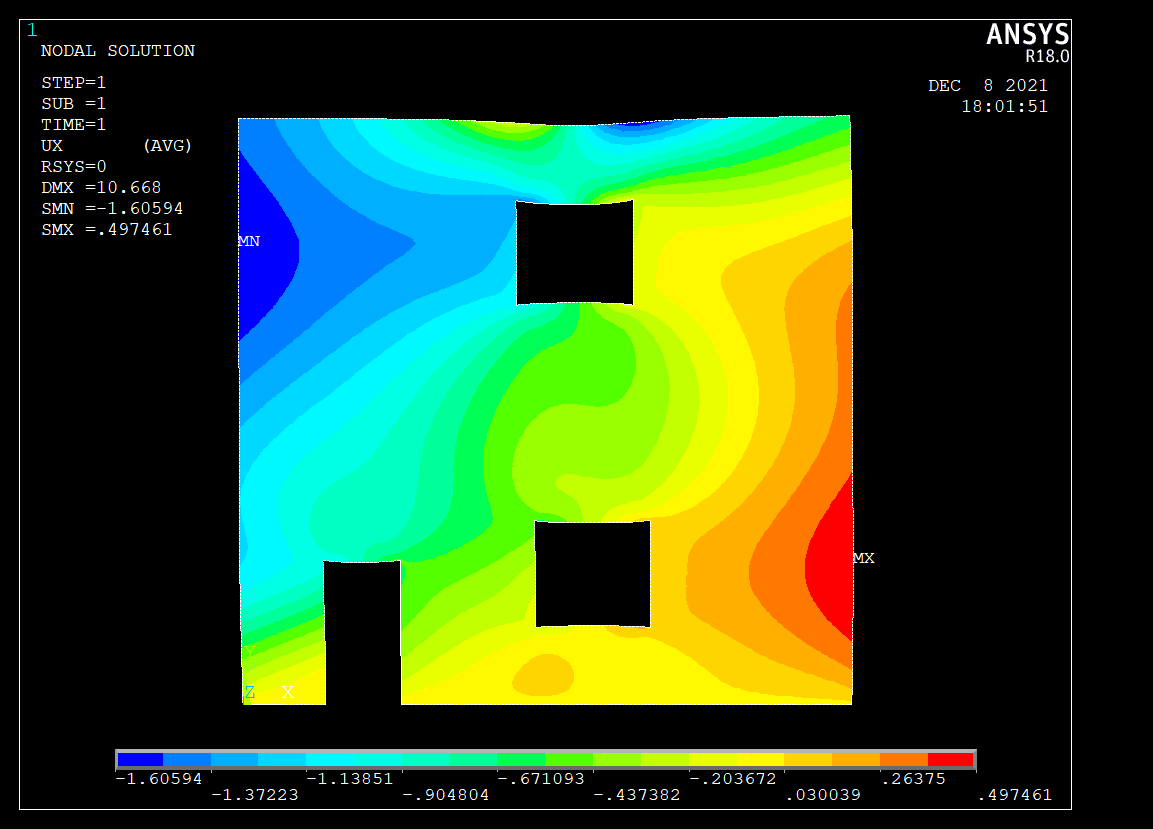 1
ANSYS
R18.0
NODAL SOLUTION
DEC 8 2021
18:01:51
STEP=1
SUB =1
TIME=1
UX (AVG)
RSYS=0
DMX =10.668
SMN =-1.60594
SMX =.497461
MN
MX
Y
Z X
-1.60594 -1.13851 -.671093 -.203672 .26375
-1.37223 -.904804 -.437382 .030039 .497461